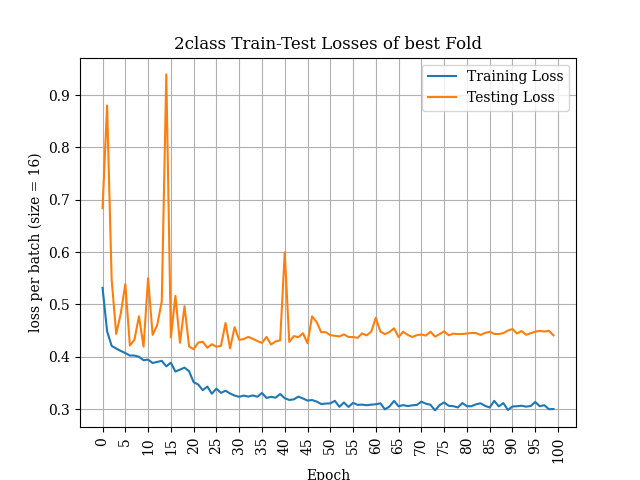 2class Train-Test Losses of best Fold
Training Loss
Testing Loss
loss per batch (size = 16)
0.9
0.8
0.7
0.6
0.5
0.4
0.3
0 5 10 15 20 25 30 35 40 45 50 55 60 65 70 75 80 85 90 95 100
Epoch